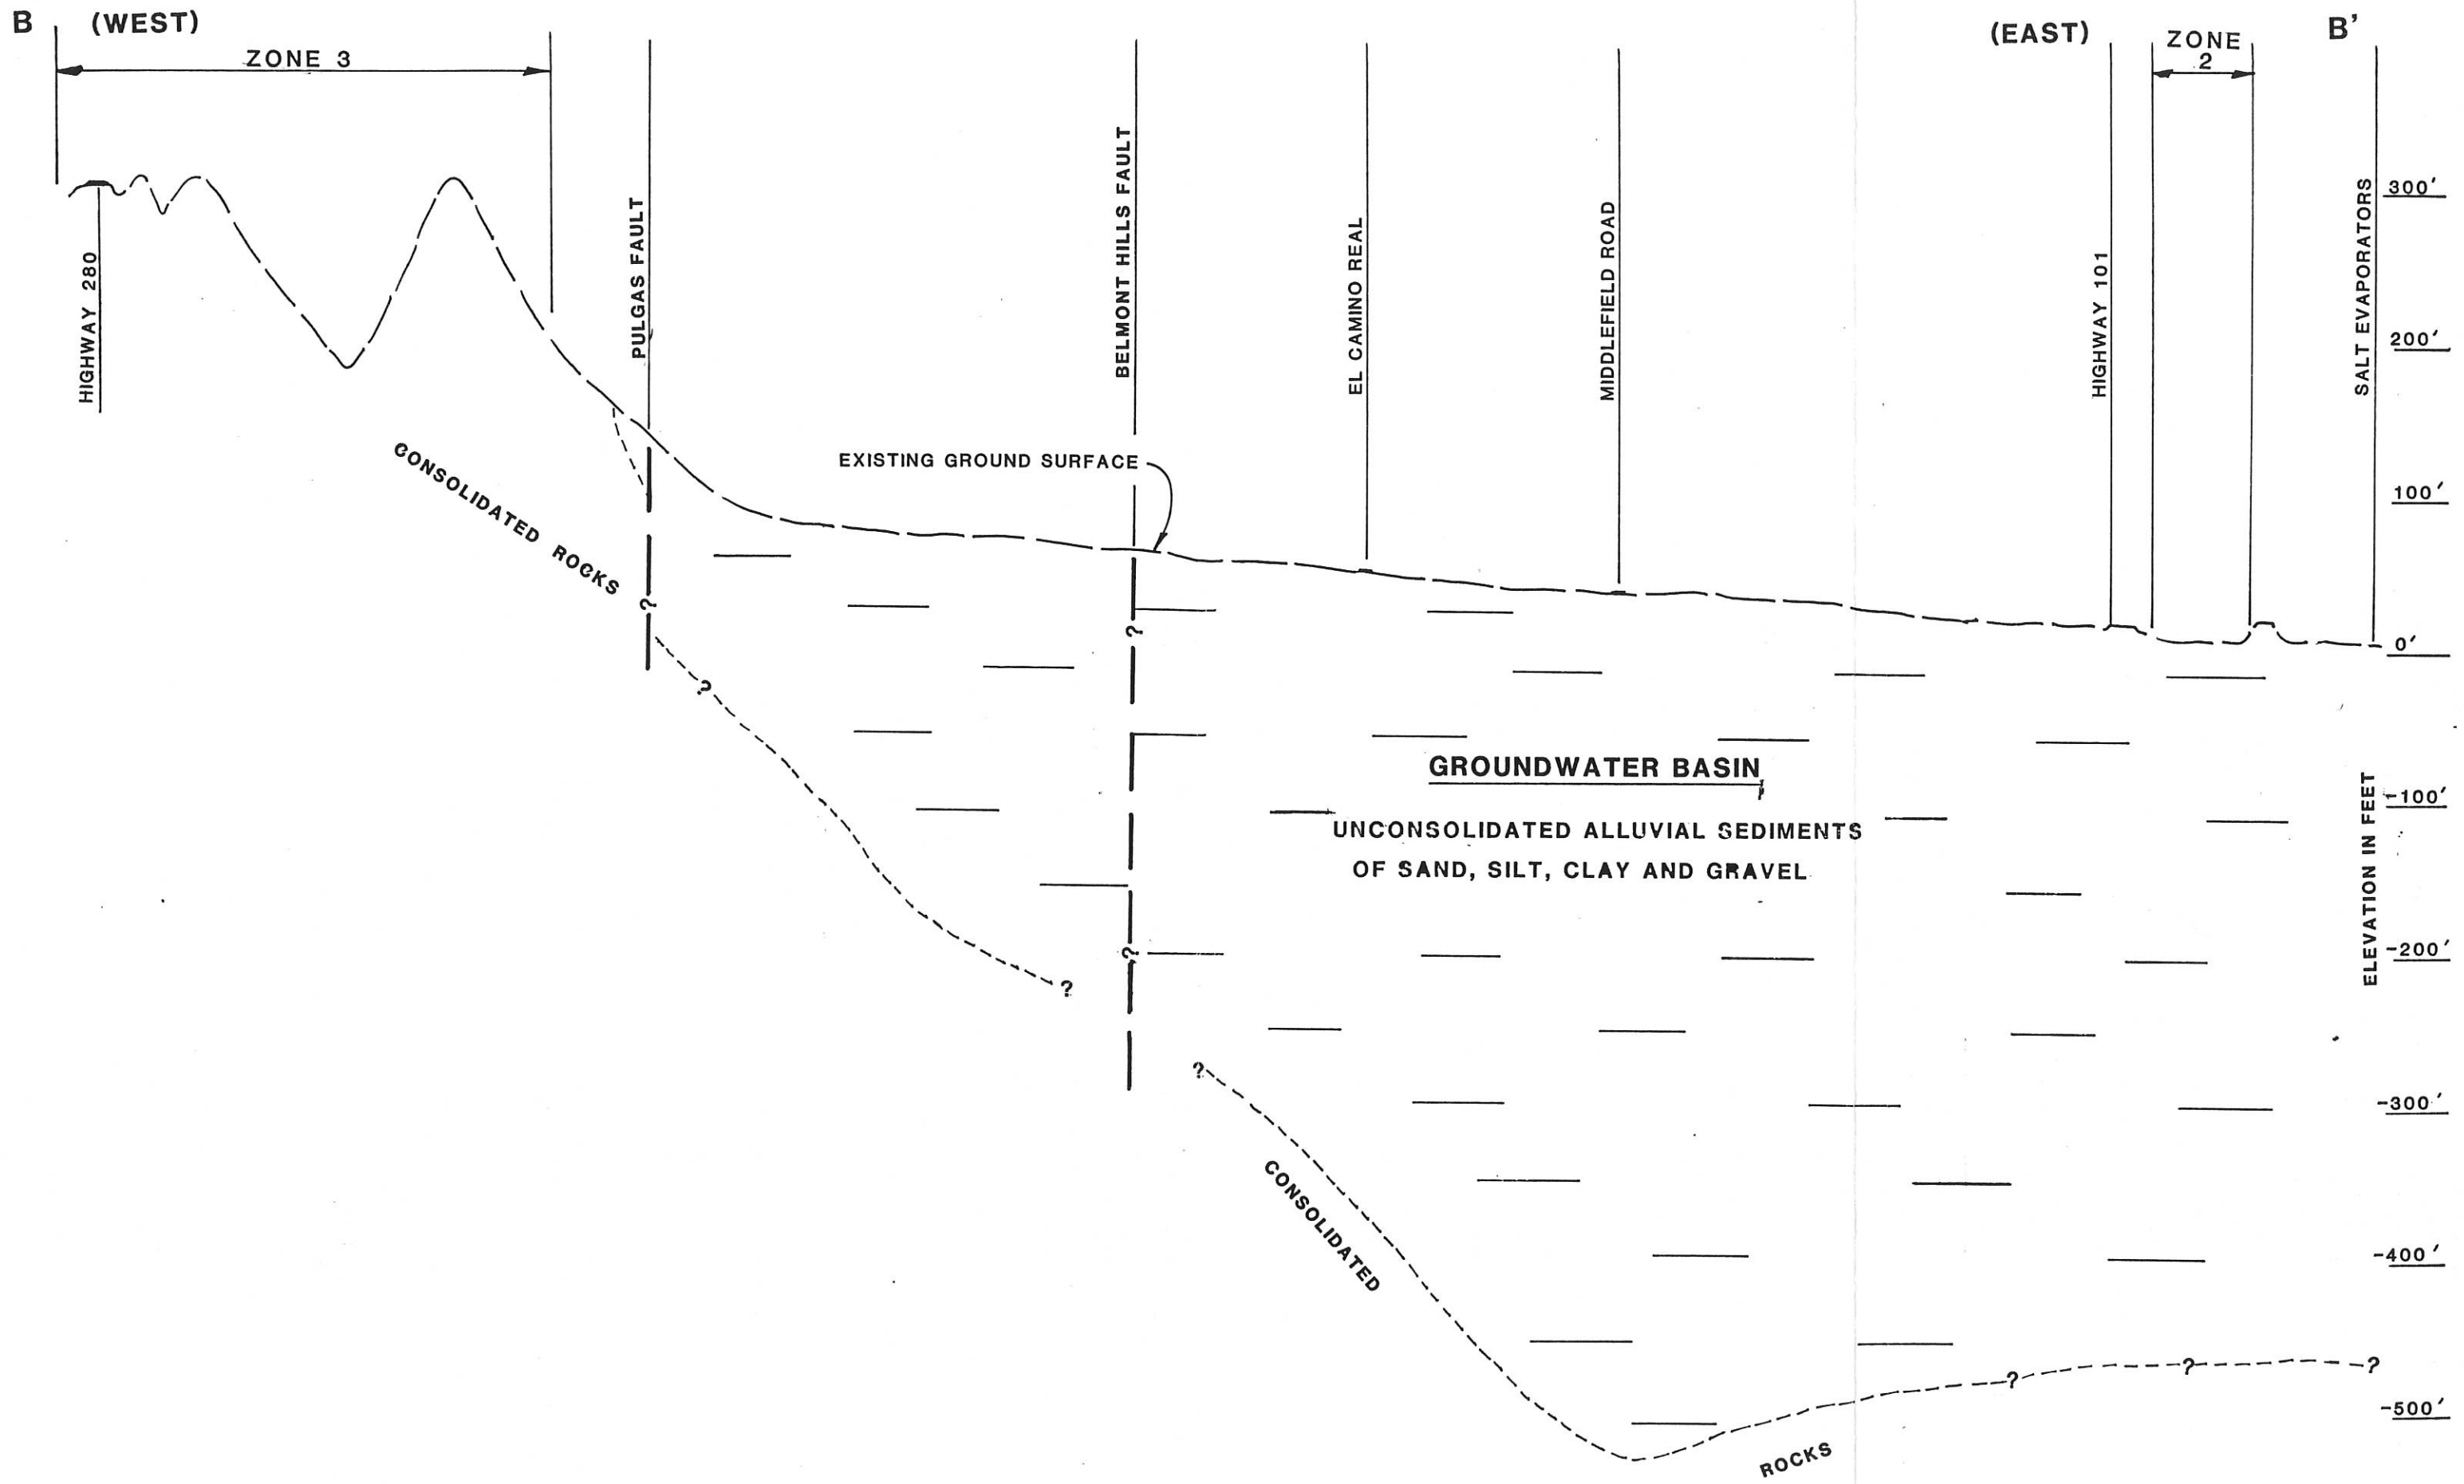 B (WEST)
(EAST)
B'
ZONE 3
ZONE
2
HIGHWAY 280
PULGAS FAULT
BELMONT HILLS FAULT
EL CAMINO REAL
MIDDLEFIELD ROAD
HIGHWAY 101
SALT EVAPORATORS
300'
200'
100'
0'
-100'
-200'
-300'
-400'
-500'
ELEVATION IN FEET
CONSOLIDATED ROCKS
EXISTING GROUND SURFACE
?
?
?
?
?
?
GROUNDWATER BASIN
UNCONSOLIDATED ALLUVIAL SEDIMENTS
OF SAND, SILT, CLAY AND GRAVEL
CONSOLIDATED
ROCKS
?
?
?